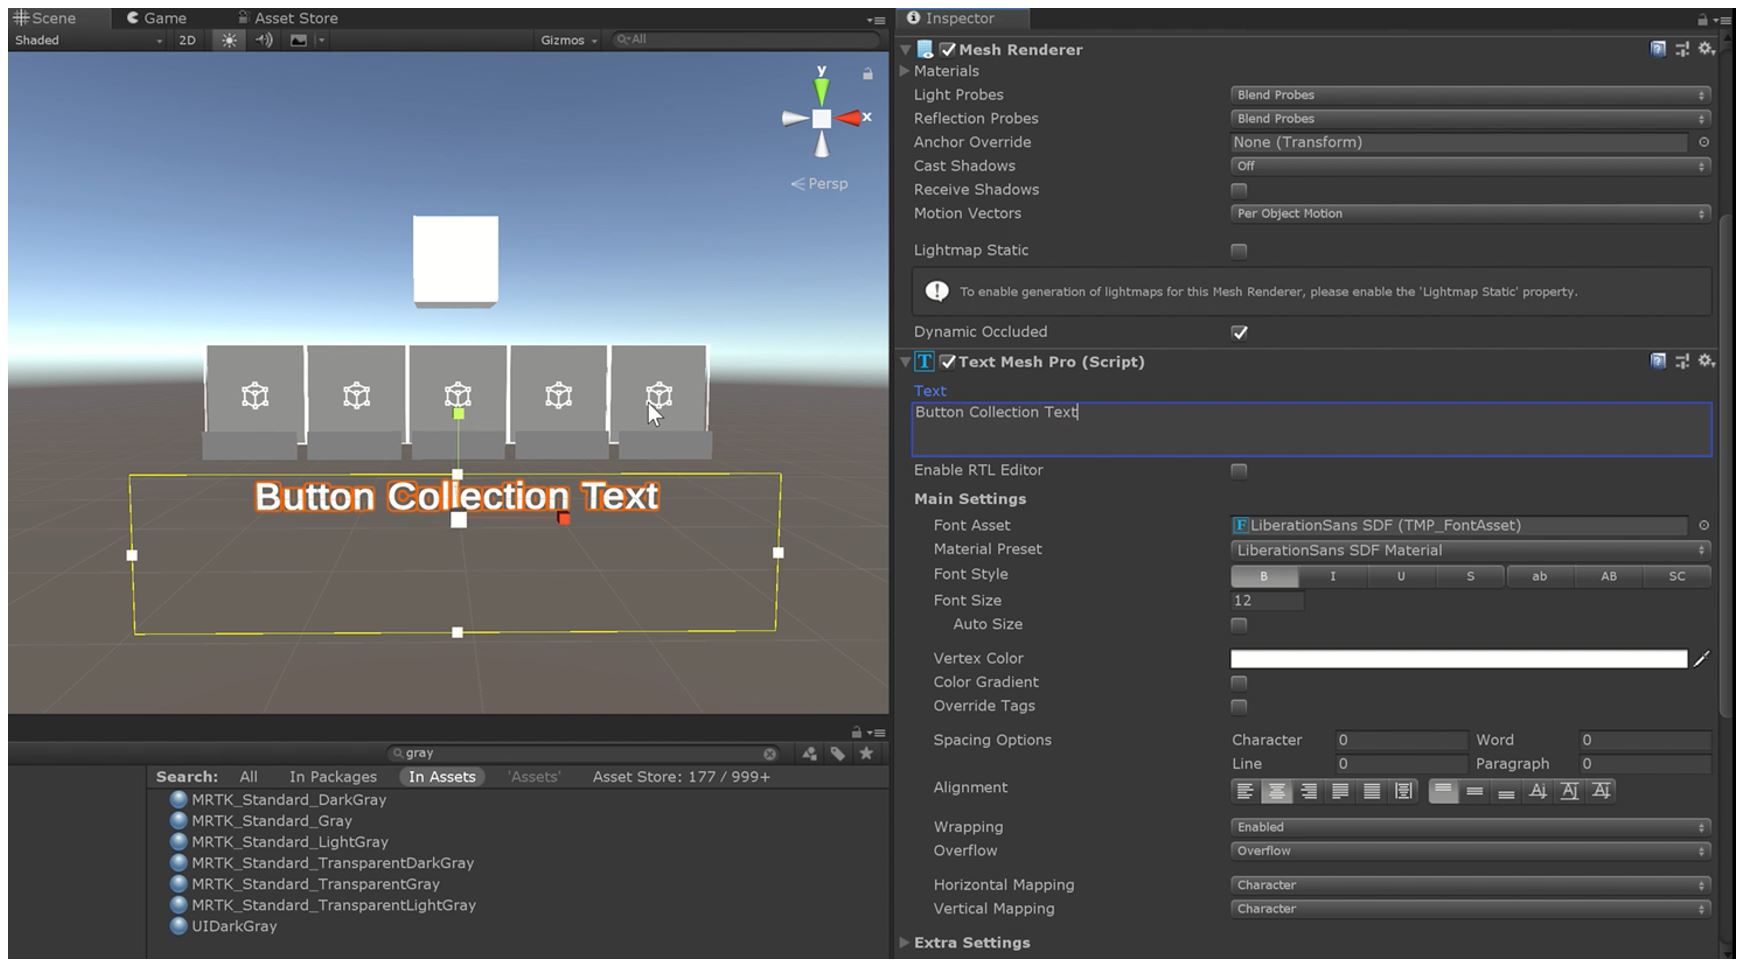 Scene
Game
Asset Store
Shaded
2D
Gizmos
All
y
x
Persp
Button Collection Text
gray
Search: All In Packages In Assets 'Assets' Asset Store: 177 / 999+
MRTK_Standard_DarkGray
MRTK_Standard_Gray
MRTK_Standard_LightGray
MRTK_Standard_TransparentDarkGray
MRTK_Standard_TransparentGray
MRTK_Standard_TransparentLightGray
UIDarkGray
Inspector
Mesh Renderer
Materials
Light Probes Blend Probes
Reflection Probes Blend Probes
Anchor Override None (Transform)
Cast Shadows Off
Receive Shadows
Motion Vectors Per Object Motion
Lightmap Static
To enable generation of lightmaps for this Mesh Renderer, please enable the 'Lightmap Static' property.
Dynamic Occluded
T Text Mesh Pro (Script)
Text
Button Collection Text
Enable RTL Editor
Main Settings
Font Asset F LiberationSans SDF (TMP_FontAsset)
Material Preset LiberationSans SDF Material
Font Style B I U S ab AB SC
Font Size 12
Auto Size
Vertex Color
Color Gradient
Override Tags
Spacing Options Character 0 Word 0
Line 0 Paragraph 0
Alignment
Wrapping Enabled
Overflow Overflow
Horizontal Mapping Character
Vertical Mapping Character
Extra Settings